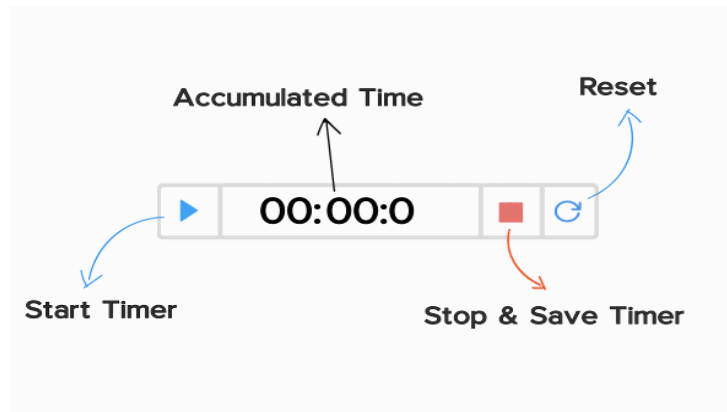 Reset
Accumulated Time
00:00:0
Start Timer
Stop & Save Timer